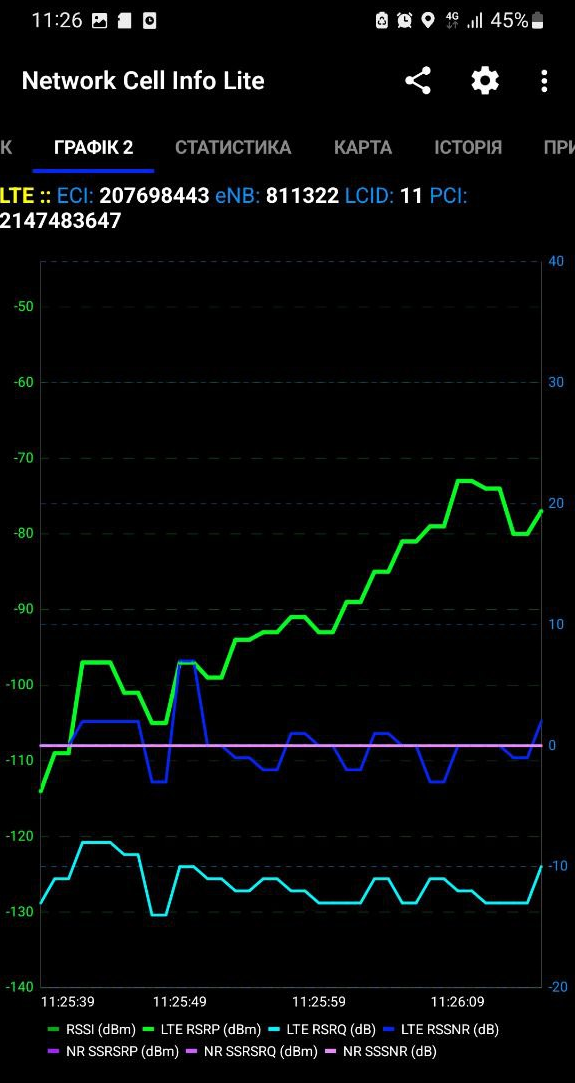 11:26 4G 45%
Network Cell Info Lite
К ГРАФІК 2 СТАТИСТИКА КАРТА ІСТОРІЯ ПРИ
LTE :: ECI: 207698443 eNB: 811322 LCID: 11 PCI:
2147483647
40
-50
-60 30
-70
20
-80
-90
10
-100
0
-110
-120
-10
-130
-140 -20
11:25:39 11:25:49 11:25:59 11:26:09
RSSI (dBm) LTE RSRP (dBm) LTE RSRQ (dB) LTE RSSNR (dB)
NR SSRSRP (dBm) NR SSRSRQ (dBm) NR SSSNR (dB)